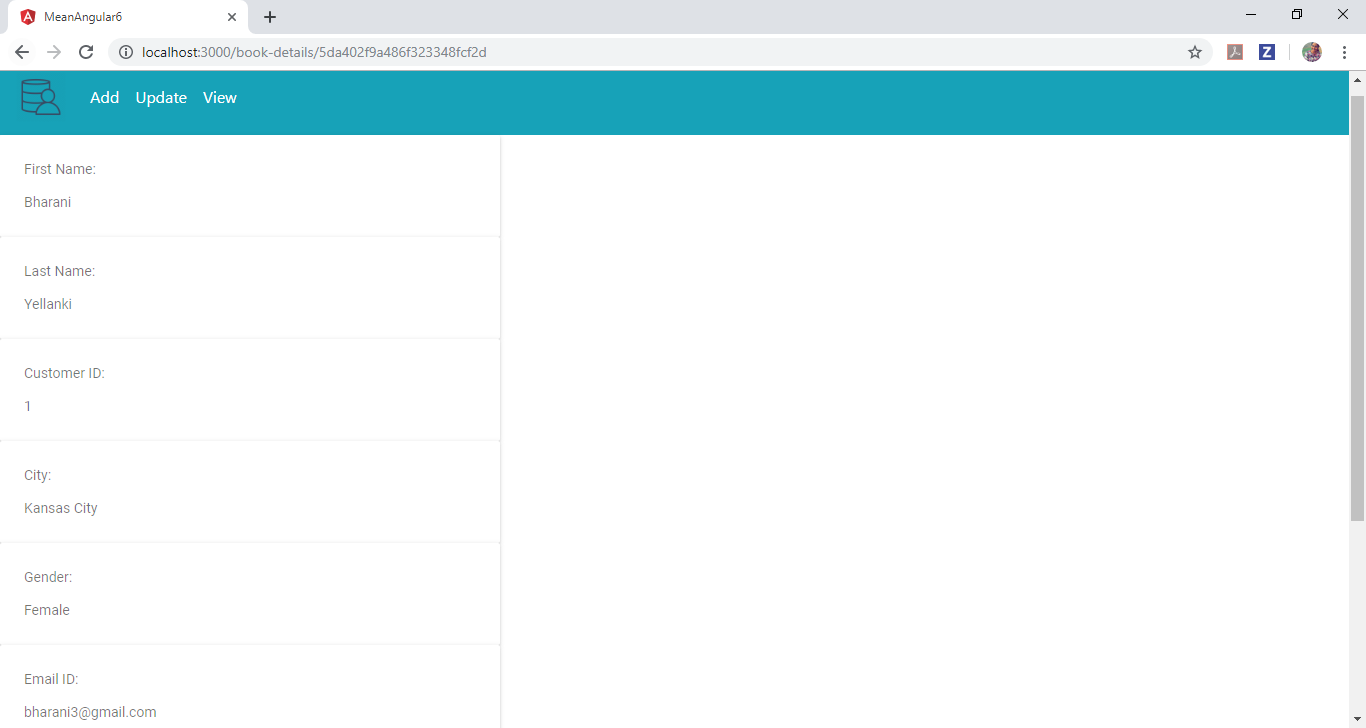 MeanAngular6
localhost:3000/book-details/5da402f9a486f323348fcf2d
Z
Add Update View
First Name:
Bharani
Last Name:
Yellanki
Customer ID:
1
City:
Kansas City
Gender:
Female
Email ID:
bharani3@gmail.com